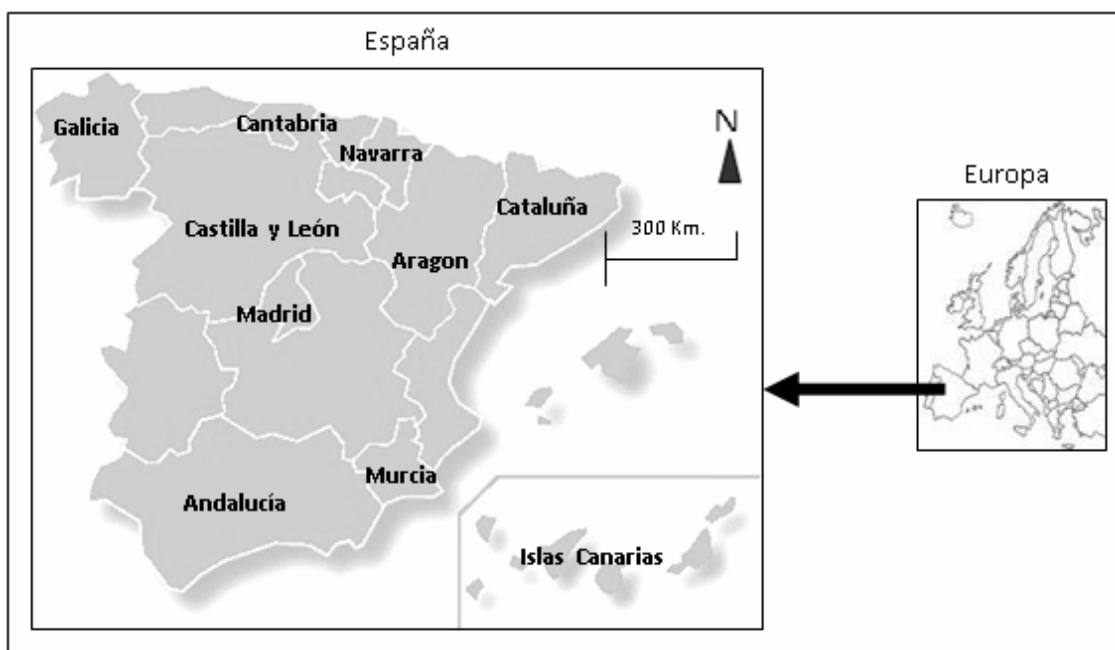 España
Galicia
Cantabria
Navarra
N
Europa
Castilla y León
Cataluña
300 Km.
Aragon
Madrid
Murcia
Andalucía
Islas Canarias